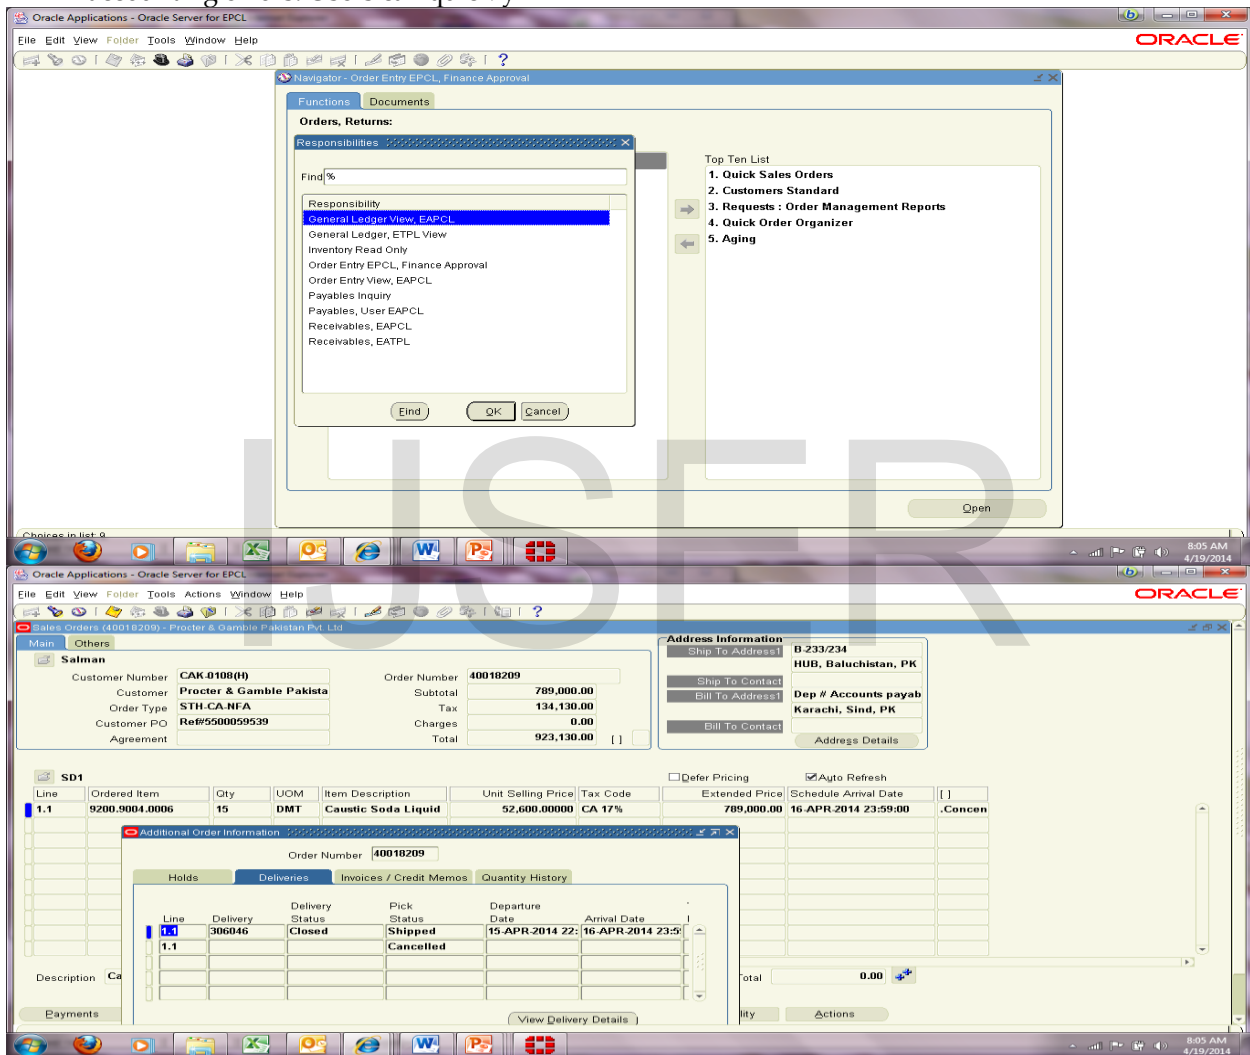 Oracle Applications - Oracle Server for EPCL
File Edit View Folder Tools Window Help
ORACLE
Navigator - Order Entry EPCL, Finance Approval
Functions Documents
Orders, Returns:
Responsibilities
Find %
Responsibility
General Ledger View, EAPCL
General Ledger, ETPL View
Inventory Read Only
Order Entry EPCL, Finance Approval
Order Entry View, EAPCL
Payables Inquiry
Payables, User EAPCL
Receivables, EAPCL
Receivables, EATPL
Find OK Cancel
Top Ten List
1. Quick Sales Orders
2. Customers Standard
3. Requests : Order Management Reports
4. Quick Order Organizer
5. Aging
Open
Choices in list: 9
8:05 AM
4/19/2014
IJSER
Oracle Applications - Oracle Server for EPCL
File Edit View Folder Tools Actions Window Help
ORACLE
Sales Orders (40018209) - Procter & Gamble Pakistan Pvt. Ltd
Main Others
Salman
Customer Number CAK-0108(H)
Customer Procter & Gamble Pakista
Order Type STH-CA-NFA
Customer PO Ref#5500059539
Agreement
Order Number 40018209
Subtotal 789,000.00
Tax 134,130.00
Charges 0.00
Total 923,130.00 [ ]
Address Information
Ship To Address1 B-233/234
HUB, Baluchistan, PK
Ship To Contact
Bill To Address1 Dep # Accounts payab
Karachi, Sind, PK
Bill To Contact
Address Details
SD1
Defer Pricing Auto Refresh
Line Ordered Item Qty UOM Item Description Unit Selling Price Tax Code Extended Price Schedule Arrival Date [ ]
1.1 9200.9004.0006 15 DMT Caustic Soda Liquid 52,600.00000 CA 17% 789,000.00 16-APR-2014 23:59:00 .Concen
Additional Order Information
Order Number 40018209
Holds Deliveries Invoices / Credit Memos Quantity History
Line Delivery Delivery Status Pick Status Departure Date Arrival Date
1.1 306046 Closed Shipped 15-APR-2014 22: 16-APR-2014 23:5
1.1 Cancelled
View Delivery Details
Description Ca
otal 0.00
Payments
lity
Actions
8:05 AM
4/19/2014